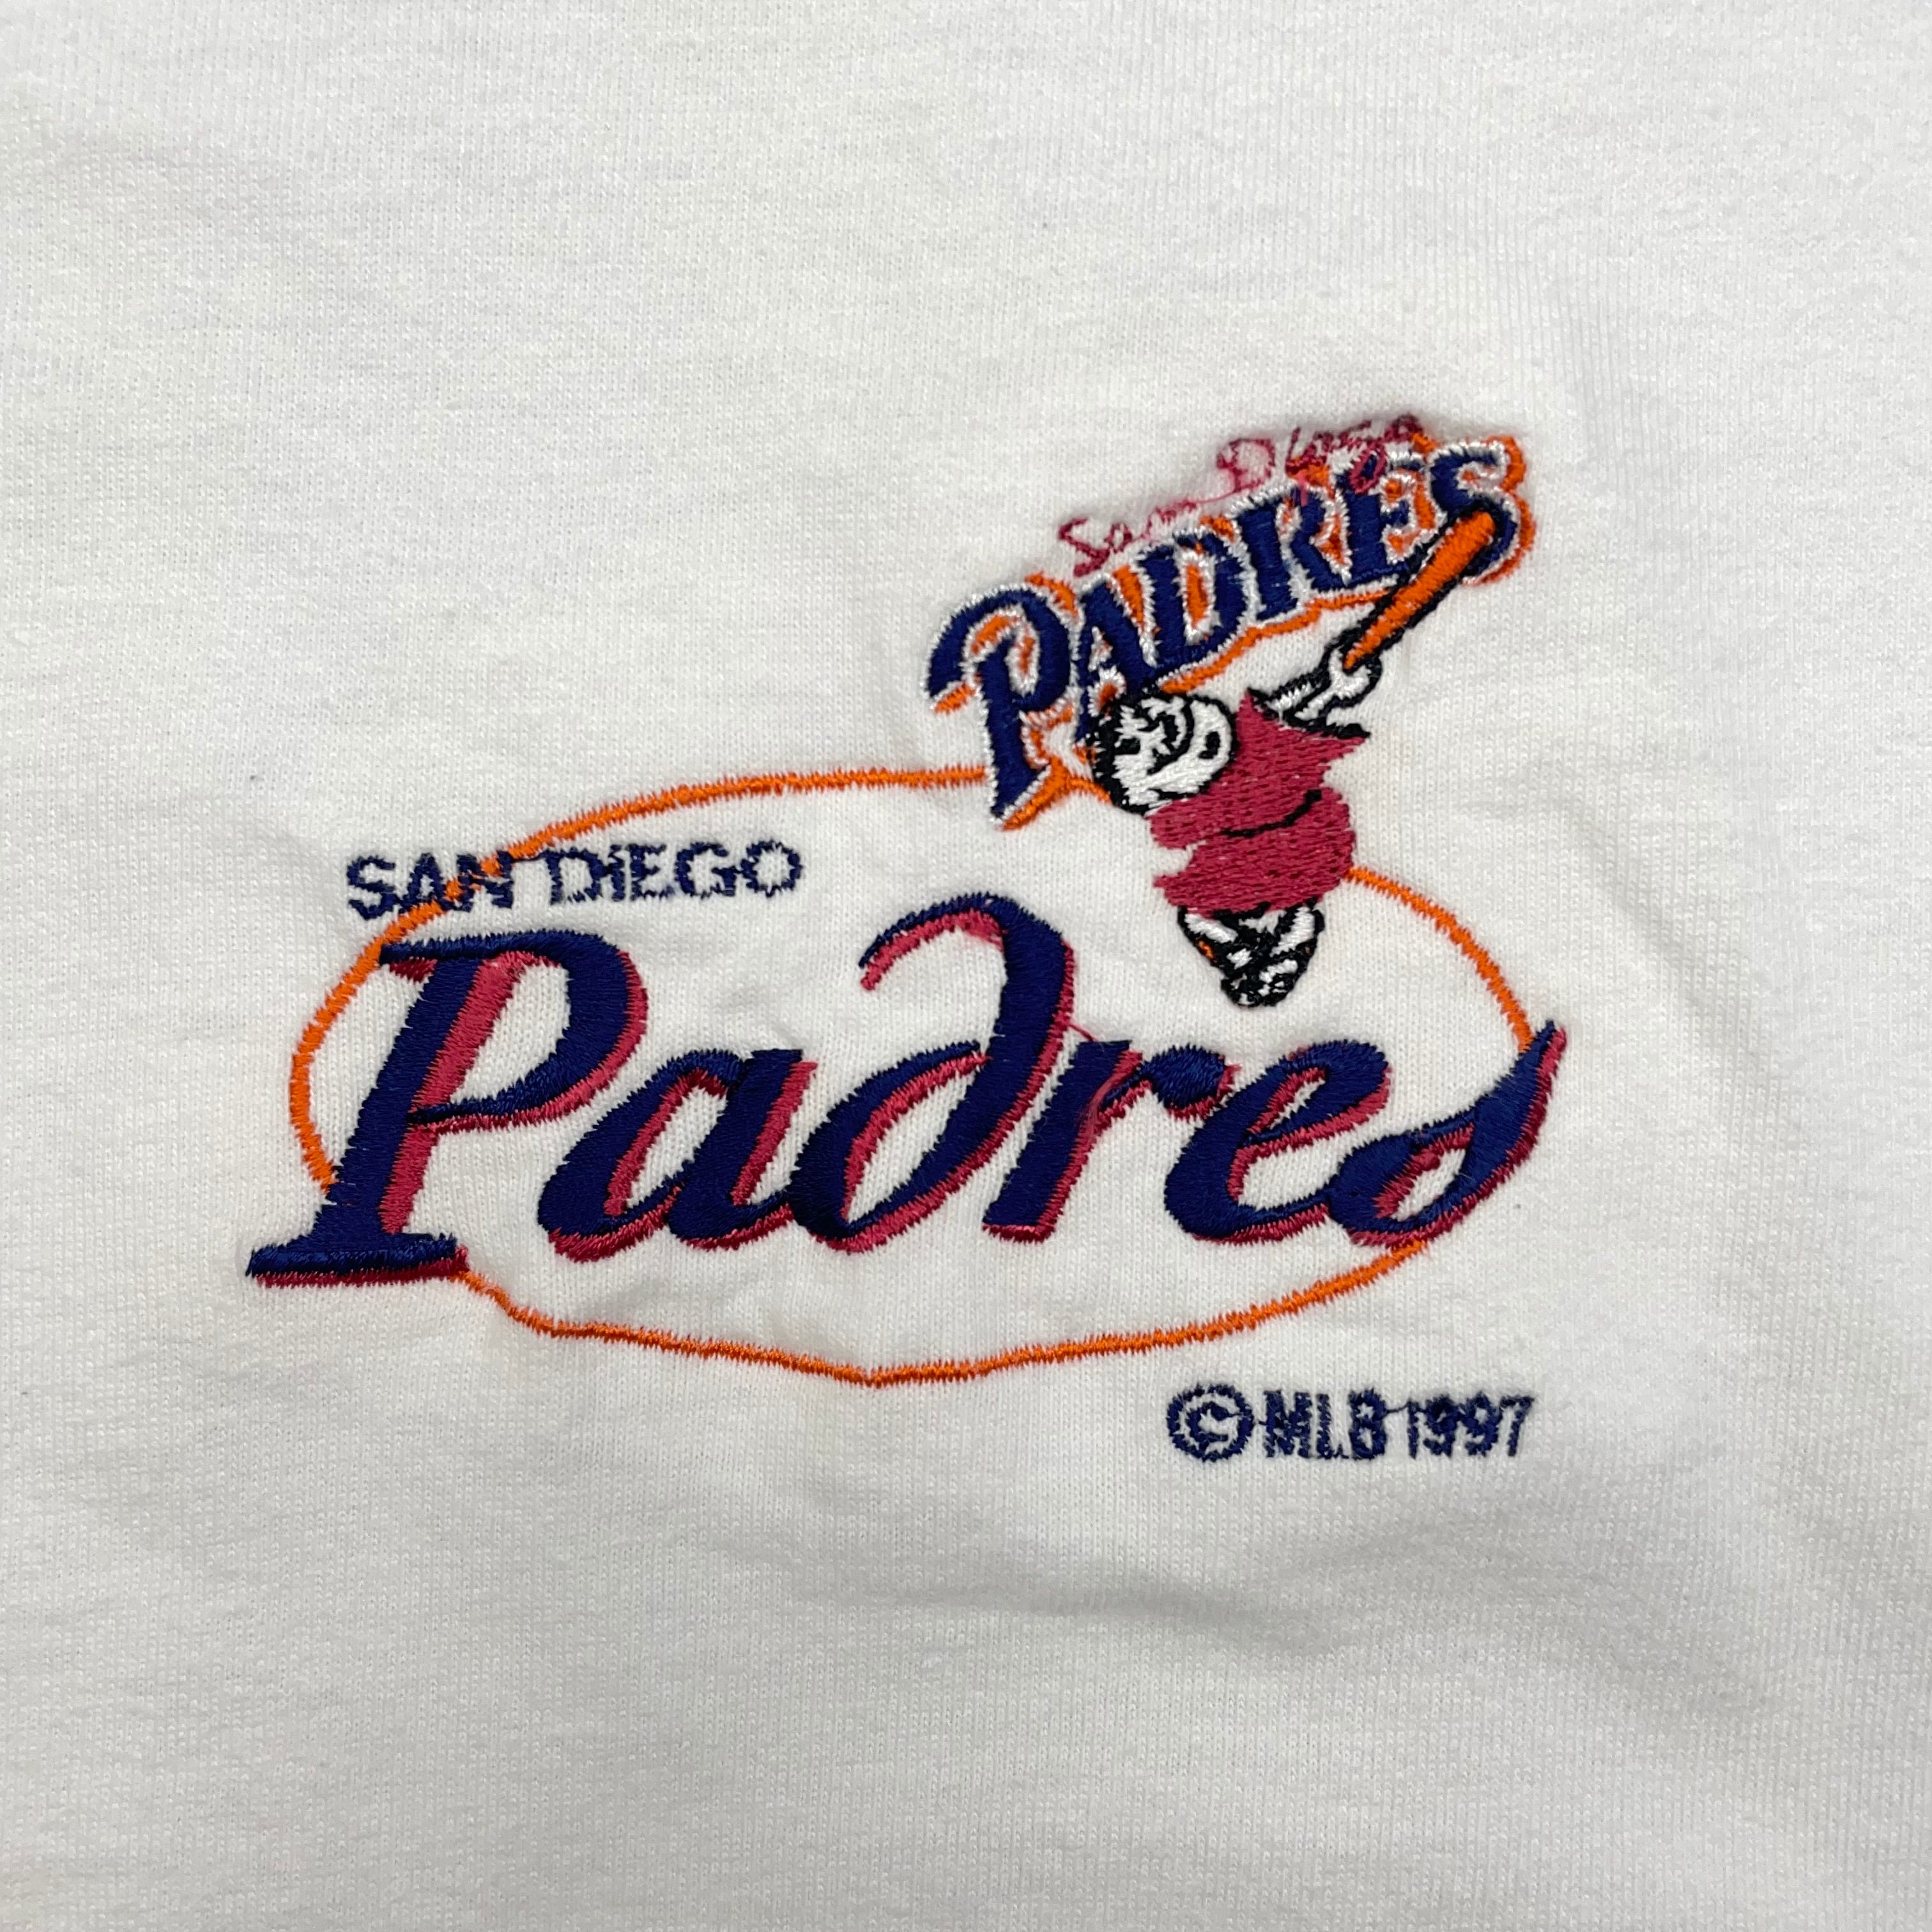 San Diego
PADRES
SAN DIEGO
Padres
© MLB 1997